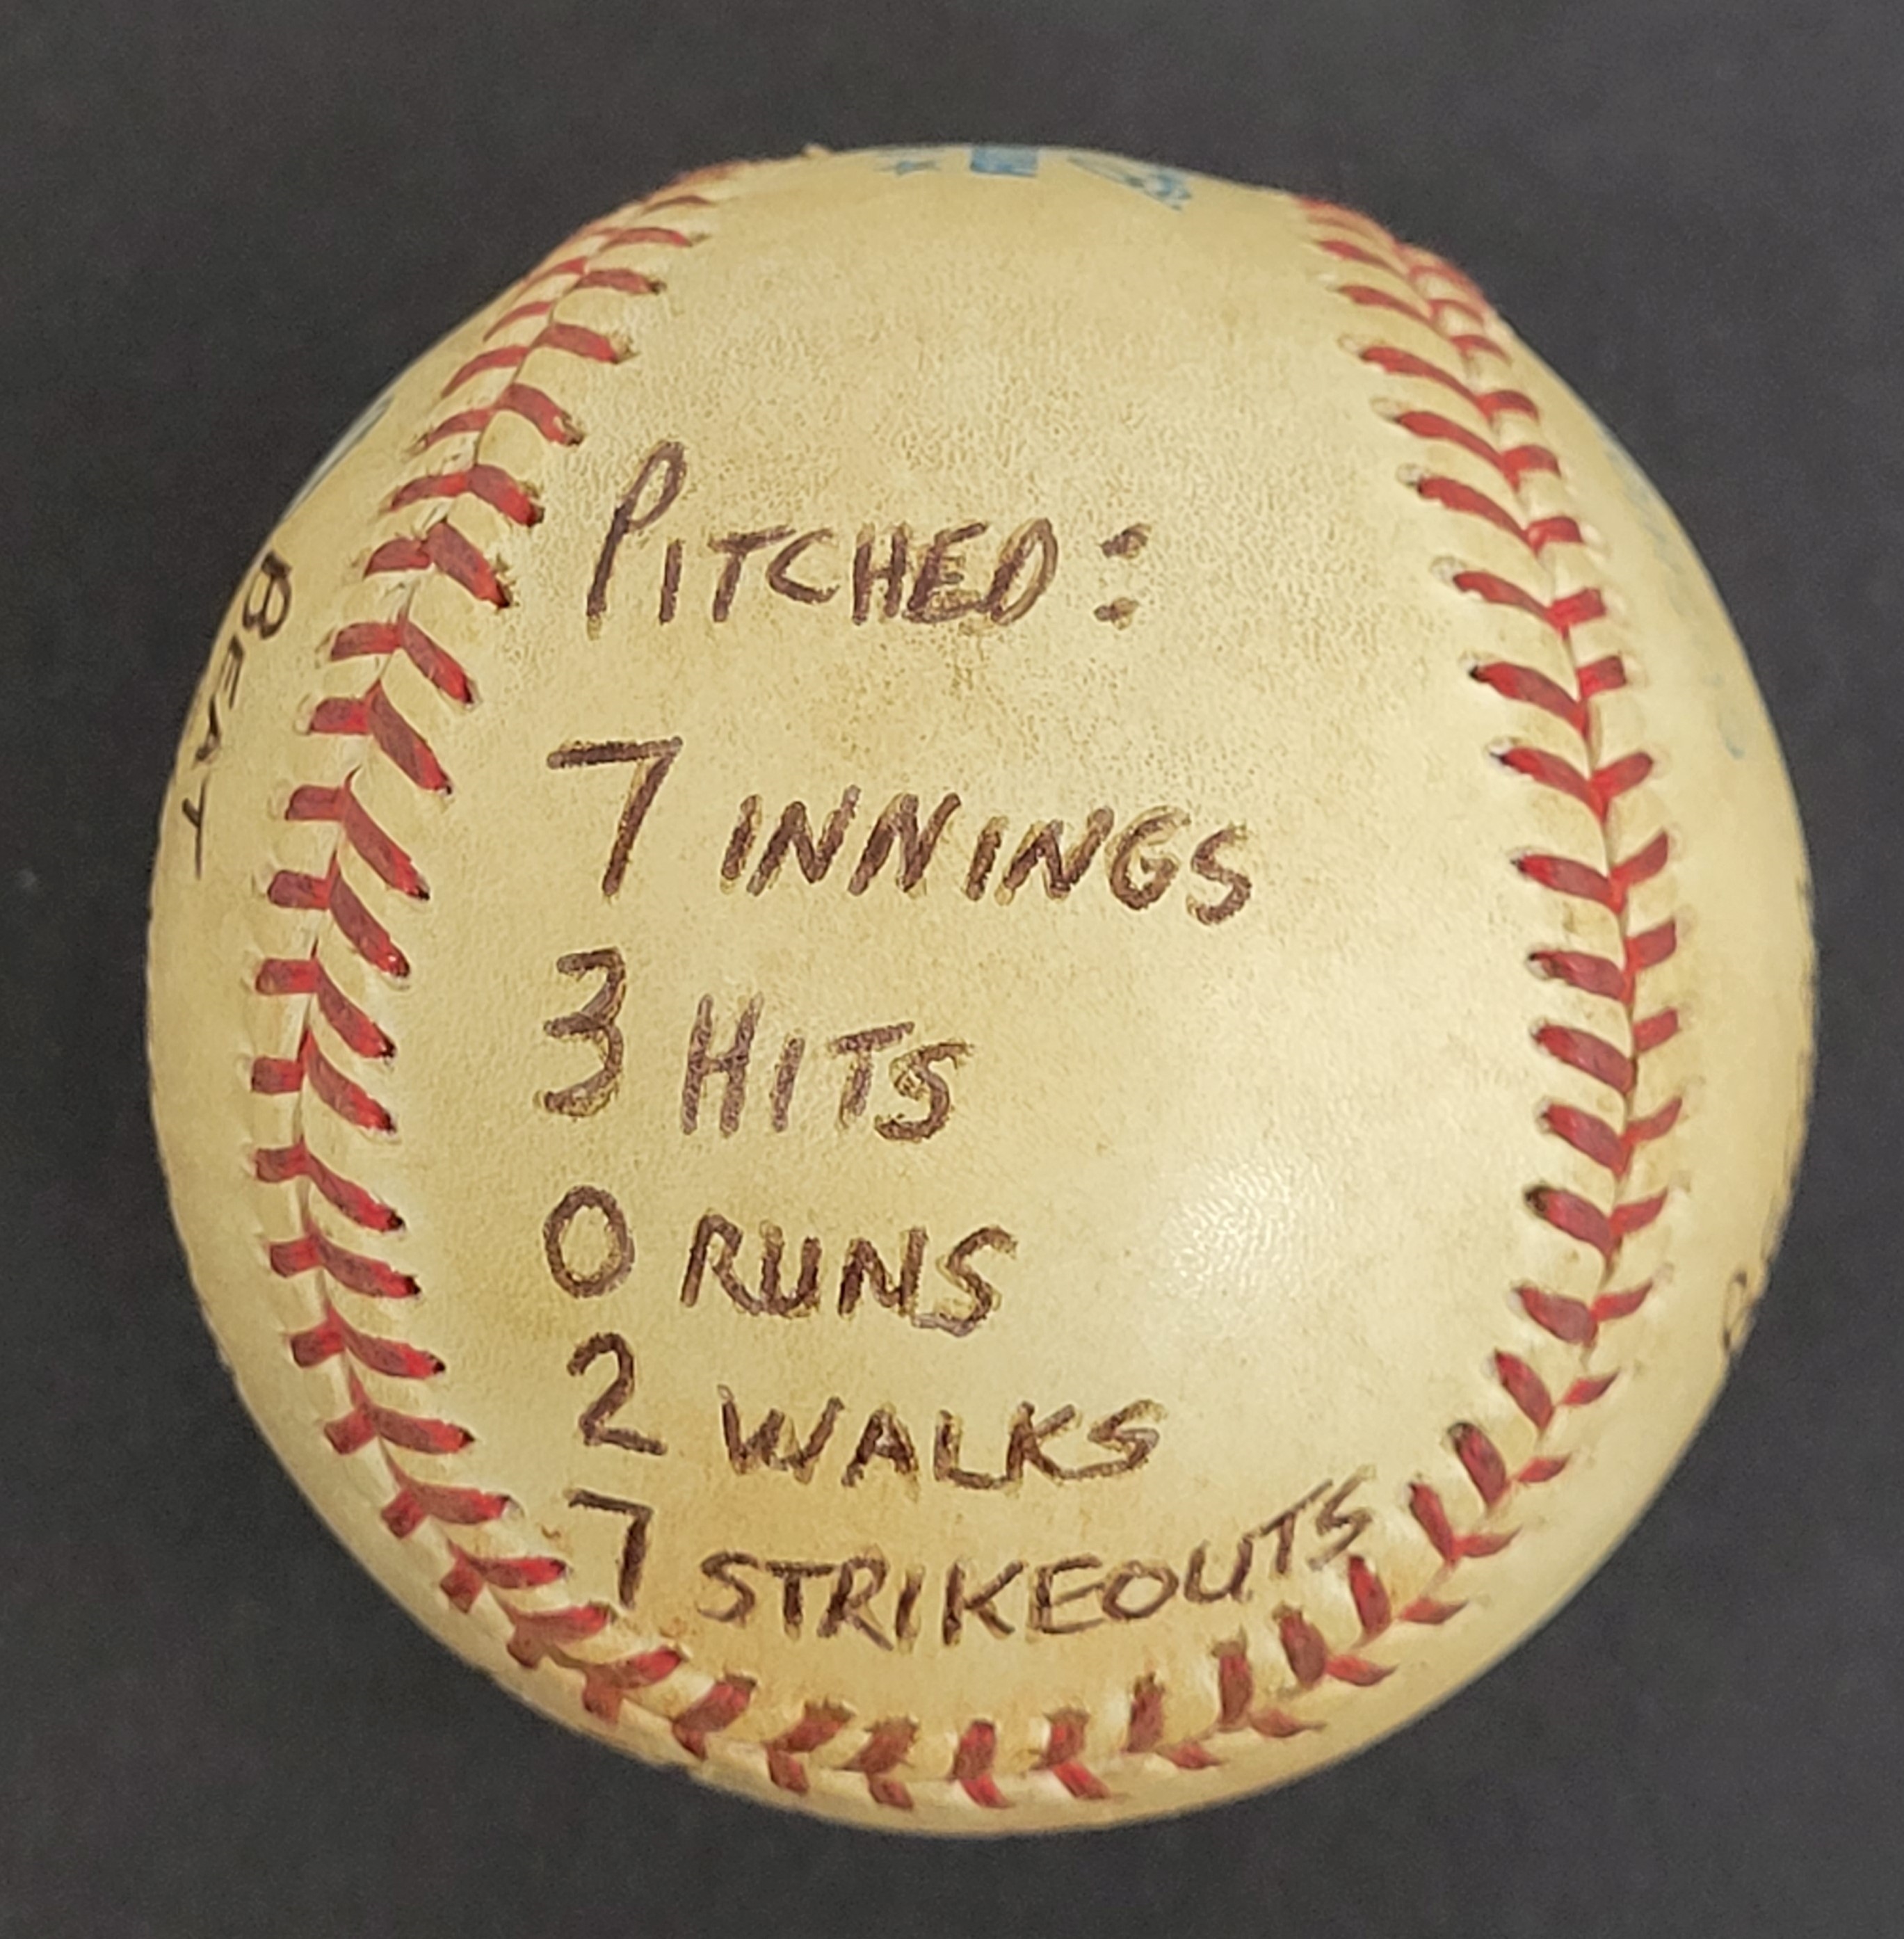 PITCHED:
7 INNINGS
3 HITS
0 RUNS
2 WALKS
7 STRIKEOUTS
BEAT